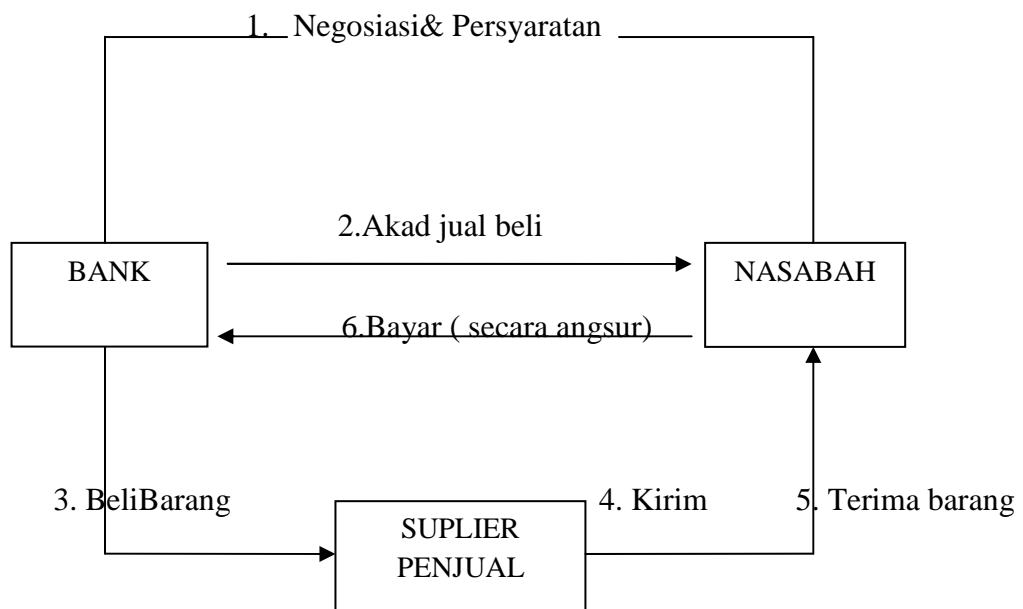 1. Negosiasi& Persyaratan
2.Akad jual beli
BANK
NASABAH
6.Bayar ( secara angsur)
3. BeliBarang
4. Kirim
5. Terima barang
SUPLIER
PENJUAL